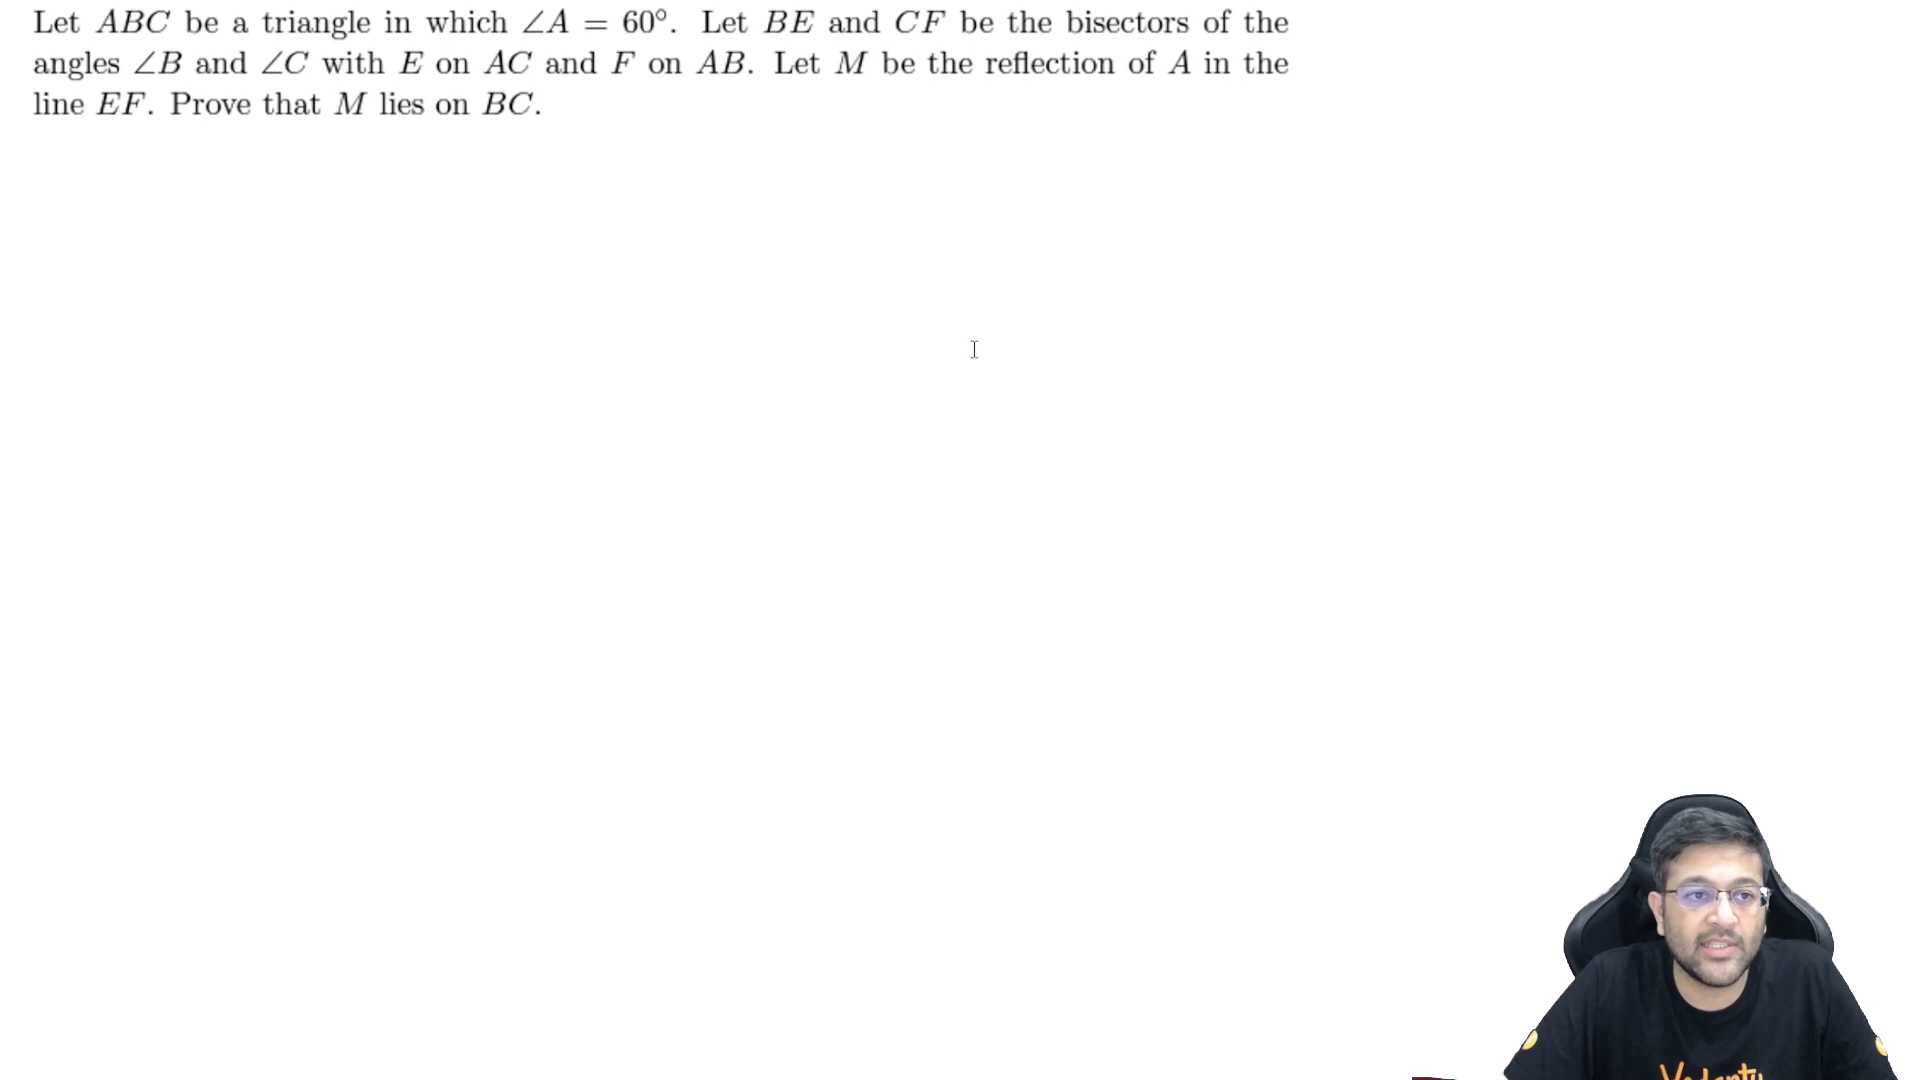 Let ABC be a triangle in which ∠A = 60°. Let BE and CF be the bisectors of the
angles ∠B and ∠C with E on AC and F on AB. Let M be the reflection of A in the
line EF. Prove that M lies on BC.